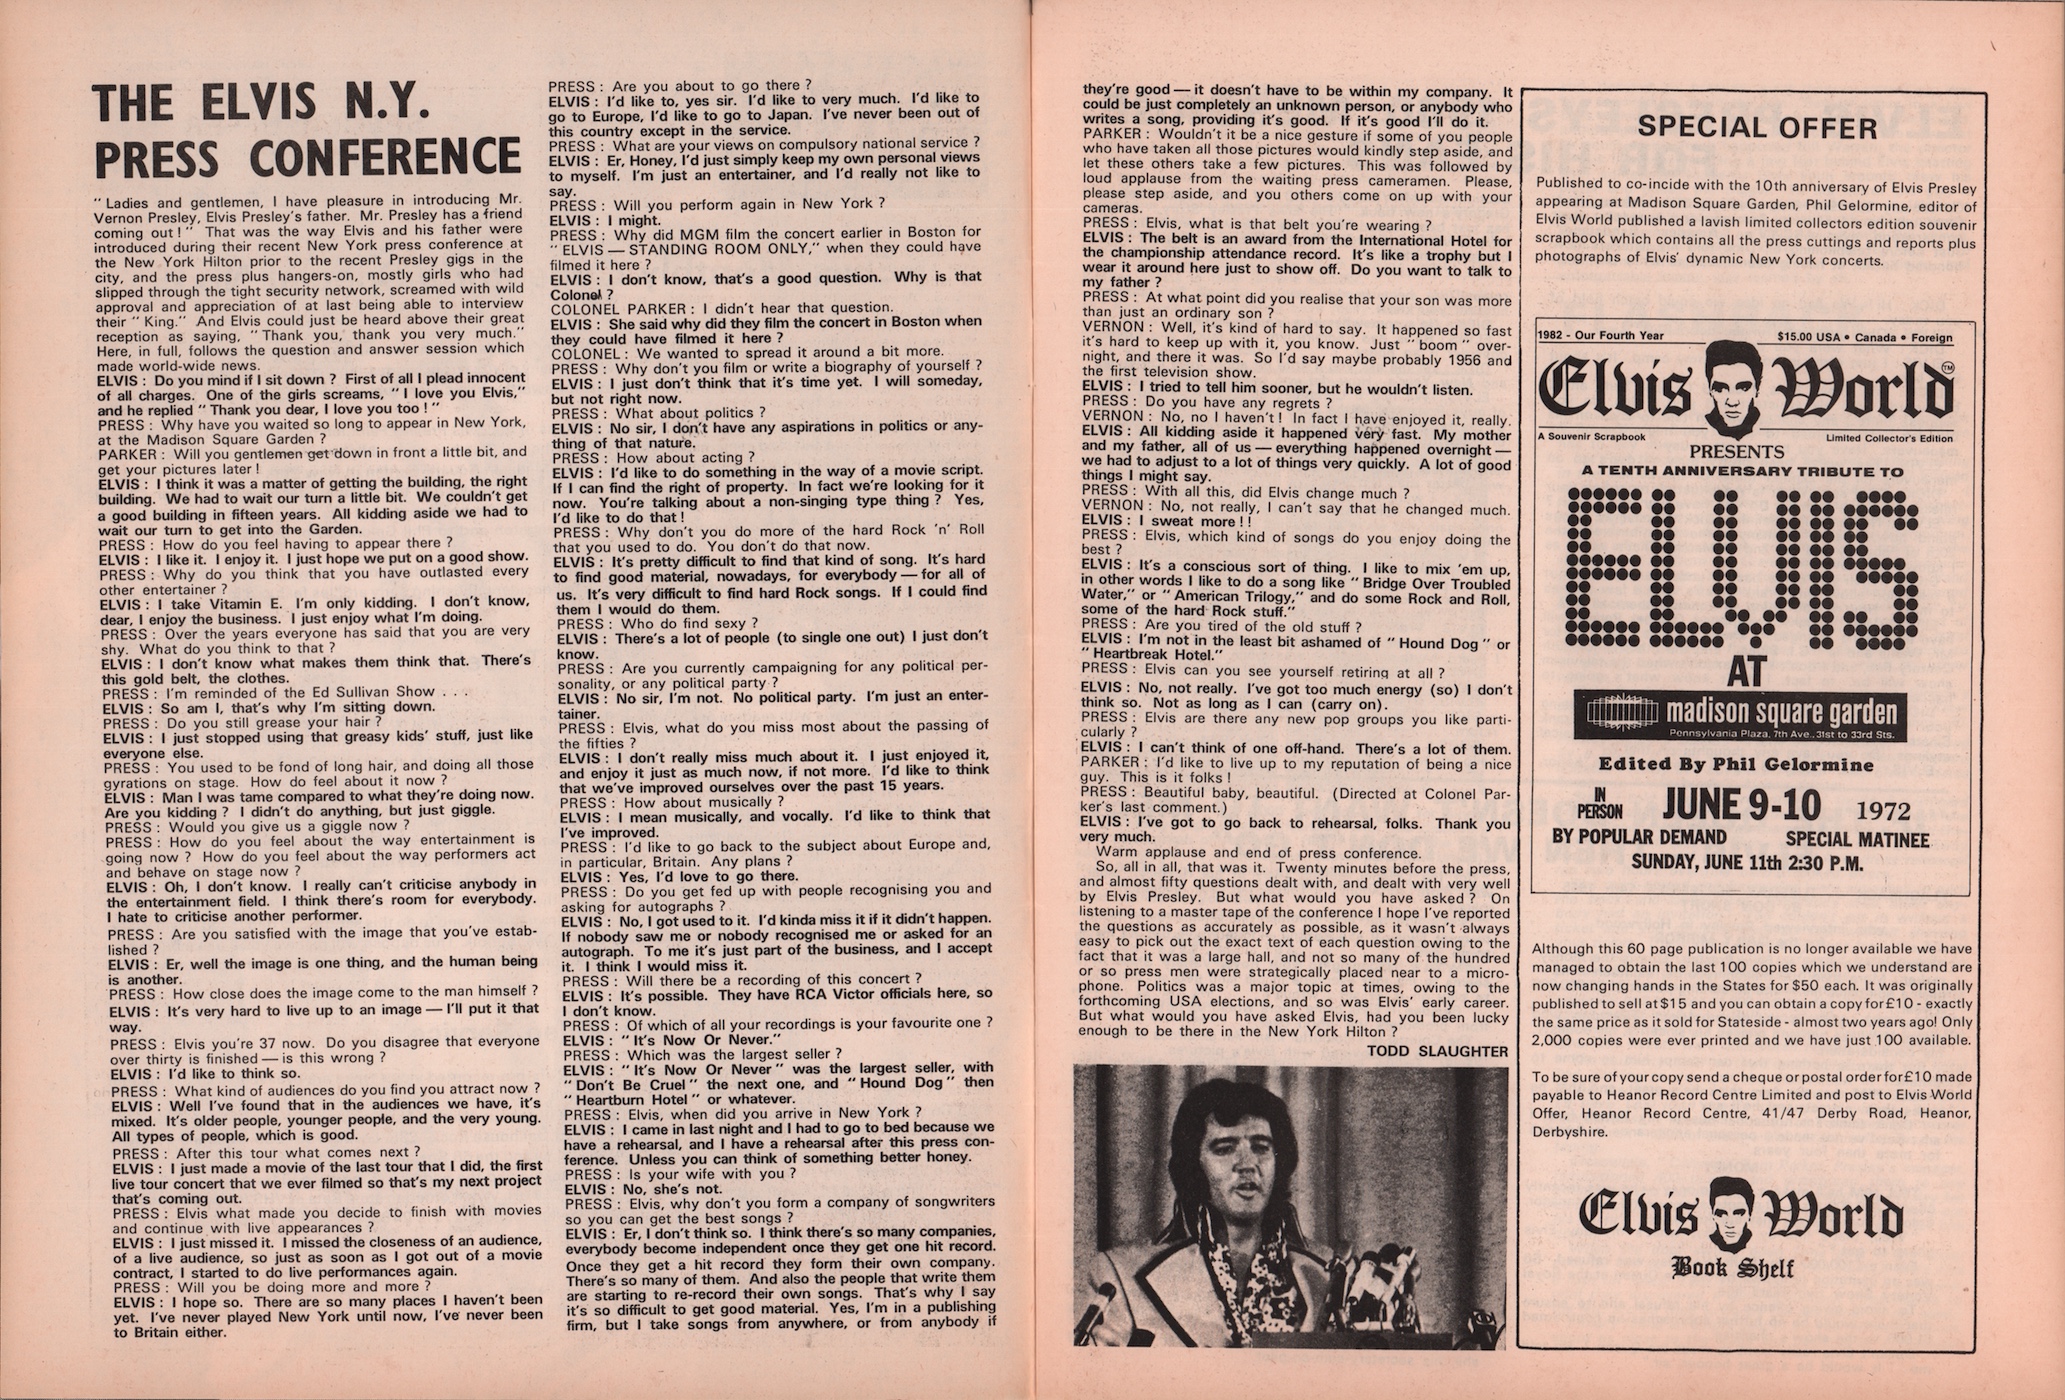 THE ELVIS N.Y.
PRESS CONFERENCE
" Ladies and gentlemen, I have pleasure in introducing Mr.
Vernon Presley, Elvis Presley's father. Mr. Presley has a friend
coming out ! " That was the way Elvis and his father were
introduced during their recent New York press conference at
the New York Hilton prior to the recent Presley gigs in the
city, and the press plus hangers-on, mostly girls who had
slipped through the tight security network, screamed with wild
approval and appreciation of at last being able to interview
their " King." And Elvis could just be heard above their great
reception as saying, " Thank you, thank you very much."
Here, in full, follows the question and answer session which
made world-wide news.
ELVIS : Do you mind if I sit down ? First of all I plead innocent
of all charges. One of the girls screams, " I love you Elvis,"
and he replied " Thank you dear, I love you too ! "
PRESS : Why have you waited so long to appear in New York,
at the Madison Square Garden ?
PARKER : Will you gentlemen get down in front a little bit, and
get your pictures later !
ELVIS : I think it was a matter of getting the building, the right
building. We had to wait our turn a little bit. We couldn't get
a good building in fifteen years. All kidding aside we had to
wait our turn to get into the Garden.
PRESS : How do you feel having to appear there ?
ELVIS : I like it. I enjoy it. I just hope we put on a good show.
PRESS : Why do you think that you have outlasted every
other entertainer ?
ELVIS : I take Vitamin E. I'm only kidding. I don't know,
dear, I enjoy the business. I just enjoy what I'm doing.
PRESS : Over the years everyone has said that you are very
shy. What do you think to that ?
ELVIS : I don't know what makes them think that. There's
this gold belt, the clothes.
PRESS : I'm reminded of the Ed Sullivan Show . . .
ELVIS : So am I, that's why I'm sitting down.
PRESS : Do you still grease your hair ?
ELVIS : I just stopped using that greasy kids' stuff, just like
everyone else.
PRESS : You used to be fond of long hair, and doing all those
gyrations on stage. How do feel about it now ?
ELVIS : Man I was tame compared to what they're doing now.
Are you kidding ? I didn't do anything, but just giggle.
PRESS : Would you give us a giggle now ?
PRESS : How do you feel about the way entertainment is
going now ? How do you feel about the way performers act
and behave on stage now ?
ELVIS : Oh, I don't know. I really can't criticise anybody in
the entertainment field. I think there's room for everybody.
I hate to criticise another performer.
PRESS : Are you satisfied with the image that you've estab-
lished ?
ELVIS : Er, well the image is one thing, and the human being
is another.
PRESS : How close does the image come to the man himself ?
ELVIS : It's very hard to live up to an image — I'll put it that
way.
PRESS : Elvis you're 37 now. Do you disagree that everyone
over thirty is finished — is this wrong ?
ELVIS : I'd like to think so.
PRESS : What kind of audiences do you find you attract now ?
ELVIS : Well I've found that in the audiences we have, it's
mixed. It's older people, younger people, and the very young.
All types of people, which is good.
PRESS : After this tour what comes next ?
ELVIS : I just made a movie of the last tour that I did, the first
live tour concert that we ever filmed so that's my next project
that's coming out.
PRESS : Elvis what made you decide to finish with movies
and continue with live appearances ?
ELVIS : I just missed it. I missed the closeness of an audience,
of a live audience, so just as soon as I got out of a movie
contract, I started to do live performances again.
PRESS : Will you be doing more and more ?
ELVIS : I hope so. There are so many places I haven't been
yet. I've never played New York until now, I've never been
to Britain either.
PRESS : Are you about to go there ?
ELVIS : I'd like to, yes sir. I'd like to very much. I'd like to
go to Europe, I'd like to go to Japan. I've never been out of
this country except in the service.
PRESS : What are your views on compulsory national service ?
ELVIS : Er, Honey, I'd just simply keep my own personal views
to myself. I'm just an entertainer, and I'd really not like to
say.
PRESS : Will you perform again in New York ?
ELVIS : I might.
PRESS : Why did MGM film the concert earlier in Boston for
" ELVIS — STANDING ROOM ONLY," when they could have
filmed it here ?
ELVIS : I don't know, that's a good question. Why is that
Colonel ?
COLONEL PARKER : I didn't hear that question.
ELVIS : She said why did they film the concert in Boston when
they could have filmed it here ?
COLONEL : We wanted to spread it around a bit more.
PRESS : Why don't you film or write a biography of yourself ?
ELVIS : I just don't think that it's time yet. I will someday,
but not right now.
PRESS : What about politics ?
ELVIS : No sir, I don't have any aspirations in politics or any-
thing of that nature.
PRESS : How about acting ?
ELVIS : I'd like to do something in the way of a movie script.
If I can find the right of property. In fact we're looking for it
now. You're talking about a non-singing type thing ? Yes,
I'd like to do that !
PRESS : Why don't you do more of the hard Rock 'n' Roll
that you used to do. You don't do that now.
ELVIS : It's pretty difficult to find that kind of song. It's hard
to find good material, nowadays, for everybody — for all of
us. It's very difficult to find hard Rock songs. If I could find
them I would do them.
PRESS : Who do find sexy ?
ELVIS : There's a lot of people (to single one out) I just don't
know.
PRESS : Are you currently campaigning for any political per-
sonality, or any political party ?
ELVIS : No sir, I'm not. No political party. I'm just an enter-
tainer.
PRESS : Elvis, what do you miss most about the passing of
the fifties ?
ELVIS : I don't really miss much about it. I just enjoyed it,
and enjoy it just as much now, if not more. I'd like to think
that we've improved ourselves over the past 15 years.
PRESS : How about musically ?
ELVIS : I mean musically, and vocally. I'd like to think that
I've improved.
PRESS : I'd like to go back to the subject about Europe and,
in particular, Britain. Any plans ?
ELVIS : Yes, I'd love to go there.
PRESS : Do you get fed up with people recognising you and
asking for autographs ?
ELVIS : No, I got used to it. I'd kinda miss it if it didn't happen.
If nobody saw me or nobody recognised me or asked for an
autograph. To me it's just part of the business, and I accept
it. I think I would miss it.
PRESS : Will there be a recording of this concert ?
ELVIS : It's possible. They have RCA Victor officials here, so
I don't know.
PRESS : Of which of all your recordings is your favourite one ?
ELVIS : " It's Now Or Never."
PRESS : Which was the largest seller ?
ELVIS : " It's Now Or Never " was the largest seller, with
" Don't Be Cruel " the next one, and " Hound Dog " then
" Heartburn Hotel " or whatever.
PRESS : Elvis, when did you arrive in New York ?
ELVIS : I came in last night and I had to go to bed because we
have a rehearsal, and I have a rehearsal after this press con-
ference. Unless you can think of something better honey.
PRESS : Is your wife with you ?
ELVIS : No, she's not.
PRESS : Elvis, why don't you form a company of songwriters
so you can get the best songs ?
ELVIS : Er, I don't think so. I think there's so many companies,
everybody become independent once they get one hit record.
Once they get a hit record they form their own company.
There's so many of them. And also the people that write them
are starting to re-record their own songs. That's why I say
it's so difficult to get good material. Yes, I'm in a publishing
firm, but I take songs from anywhere, or from anybody if
they're good — it doesn't have to be within my company. It
could be just completely an unknown person, or anybody who
writes a song, providing it's good. If it's good I'll do it.
PARKER : Wouldn't it be a nice gesture if some of you people
who have taken all those pictures would kindly step aside, and
let these others take a few pictures. This was followed by
loud applause from the waiting press cameramen. Please,
please step aside, and you others come on up with your
cameras.
PRESS : Elvis, what is that belt you're wearing ?
ELVIS : The belt is an award from the International Hotel for
the championship attendance record. It's like a trophy but I
wear it around here just to show off. Do you want to talk to
my father ?
PRESS : At what point did you realise that your son was more
than just an ordinary son ?
VERNON : Well, it's kind of hard to say. It happened so fast
it's hard to keep up with it, you know. Just " boom " over-
night, and there it was. So I'd say maybe probably 1956 and
the first television show.
ELVIS : I tried to tell him sooner, but he wouldn't listen.
PRESS : Do you have any regrets ?
VERNON : No, no I haven't ! In fact I have enjoyed it, really.
ELVIS : All kidding aside it happened very fast. My mother
and my father, all of us — everything happened overnight —
we had to adjust to a lot of things very quickly. A lot of good
things I might say.
PRESS : With all this, did Elvis change much ?
VERNON : No, not really, I can't say that he changed much.
ELVIS : I sweat more ! !
PRESS : Elvis, which kind of songs do you enjoy doing the
best ?
ELVIS : It's a conscious sort of thing. I like to mix 'em up,
in other words I like to do a song like " Bridge Over Troubled
Water," or " American Trilogy," and do some Rock and Roll,
some of the hard Rock stuff."
PRESS : Are you tired of the old stuff ?
ELVIS : I'm not in the least bit ashamed of " Hound Dog " or
" Heartbreak Hotel."
PRESS : Elvis can you see yourself retiring at all ?
ELVIS : No, not really. I've got too much energy (so) I don't
think so. Not as long as I can (carry on).
PRESS : Elvis are there any new pop groups you like parti-
cularly ?
ELVIS : I can't think of one off-hand. There's a lot of them.
PARKER : I'd like to live up to my reputation of being a nice
guy. This is it folks !
PRESS : Beautiful baby, beautiful. (Directed at Colonel Par-
ker's last comment.)
ELVIS : I've got to go back to rehearsal, folks. Thank you
very much.
Warm applause and end of press conference.
So, all in all, that was it. Twenty minutes before the press,
and almost fifty questions dealt with, and dealt with very well
by Elvis Presley. But what would you have asked ? On
listening to a master tape of the conference I hope I've reported
the questions as accurately as possible, as it wasn't always
easy to pick out the exact text of each question owing to the
fact that it was a large hall, and not so many of the hundred
or so press men were strategically placed near to a micro-
phone. Politics was a major topic at times, owing to the
forthcoming USA elections, and so was Elvis' early career.
But what would you have asked Elvis, had you been lucky
enough to be there in the New York Hilton ?
TODD SLAUGHTER
SPECIAL OFFER
Published to co-incide with the 10th anniversary of Elvis Presley
appearing at Madison Square Garden, Phil Gelormine, editor of
Elvis World published a lavish limited collectors edition souvenir
scrapbook which contains all the press cuttings and reports plus
photographs of Elvis' dynamic New York concerts.
1982 - Our Fourth Year $15.00 USA • Canada • Foreign
Elvis World TM
A Souvenir Scrapbook Limited Collector's Edition
PRESENTS
A TENTH ANNIVERSARY TRIBUTE TO
ELVIS
AT
madison square garden
Pennsylvania Plaza, 7th Ave., 31st to 33rd Sts.
Edited By Phil Gelormine
IN PERSON JUNE 9-10 1972
BY POPULAR DEMAND SPECIAL MATINEE
SUNDAY, JUNE 11th 2:30 P.M.
Although this 60 page publication is no longer available we have
managed to obtain the last 100 copies which we understand are
now changing hands in the States for $50 each. It was originally
published to sell at $15 and you can obtain a copy for £10 - exactly
the same price as it sold for Stateside - almost two years ago! Only
2,000 copies were ever printed and we have just 100 available.
To be sure of your copy send a cheque or postal order for £10 made
payable to Heanor Record Centre Limited and post to Elvis World
Offer, Heanor Record Centre, 41/47 Derby Road, Heanor,
Derbyshire.
Elvis World
Book Shelf